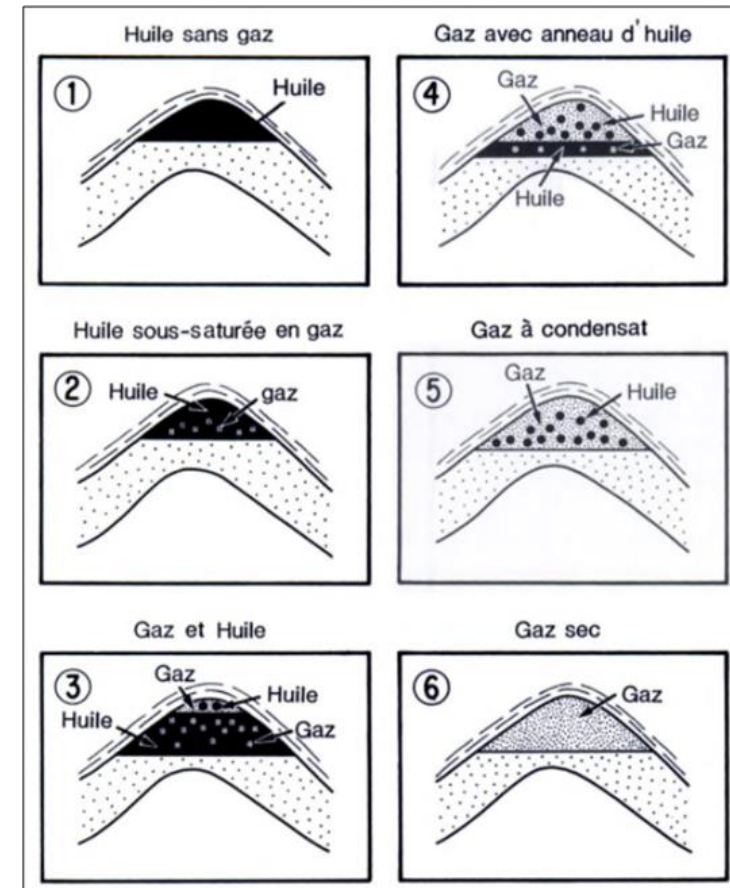 Huile sans gaz
1
Huile
Gaz avec anneau d'huile
4
Gaz
Huile
Gaz
Huile
Huile sous-saturée en gaz
2
Huile
gaz
Gaz à condensat
5
Gaz
Huile
Gaz et Huile
3
Gaz
Huile
Huile
Gaz
Gaz sec
6
Gaz